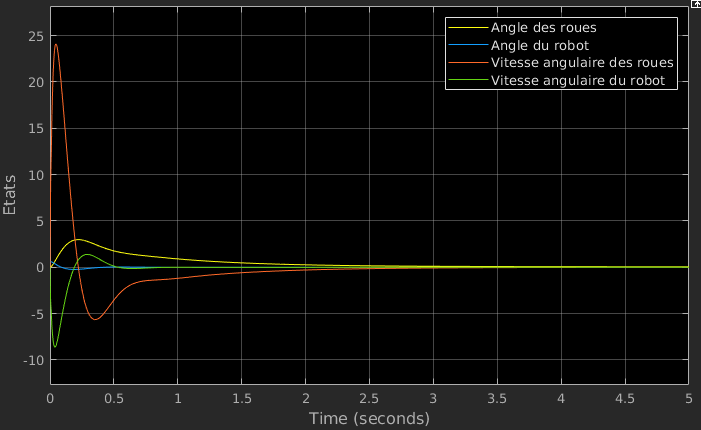 Angle des roues
Angle du robot
Vitesse angulaire des roues
Vitesse angulaire du robot
25
20
15
10
5
0
-5
-10
Etats
0 0.5 1 1.5 2 2.5 3 3.5 4 4.5 5
Time (seconds)